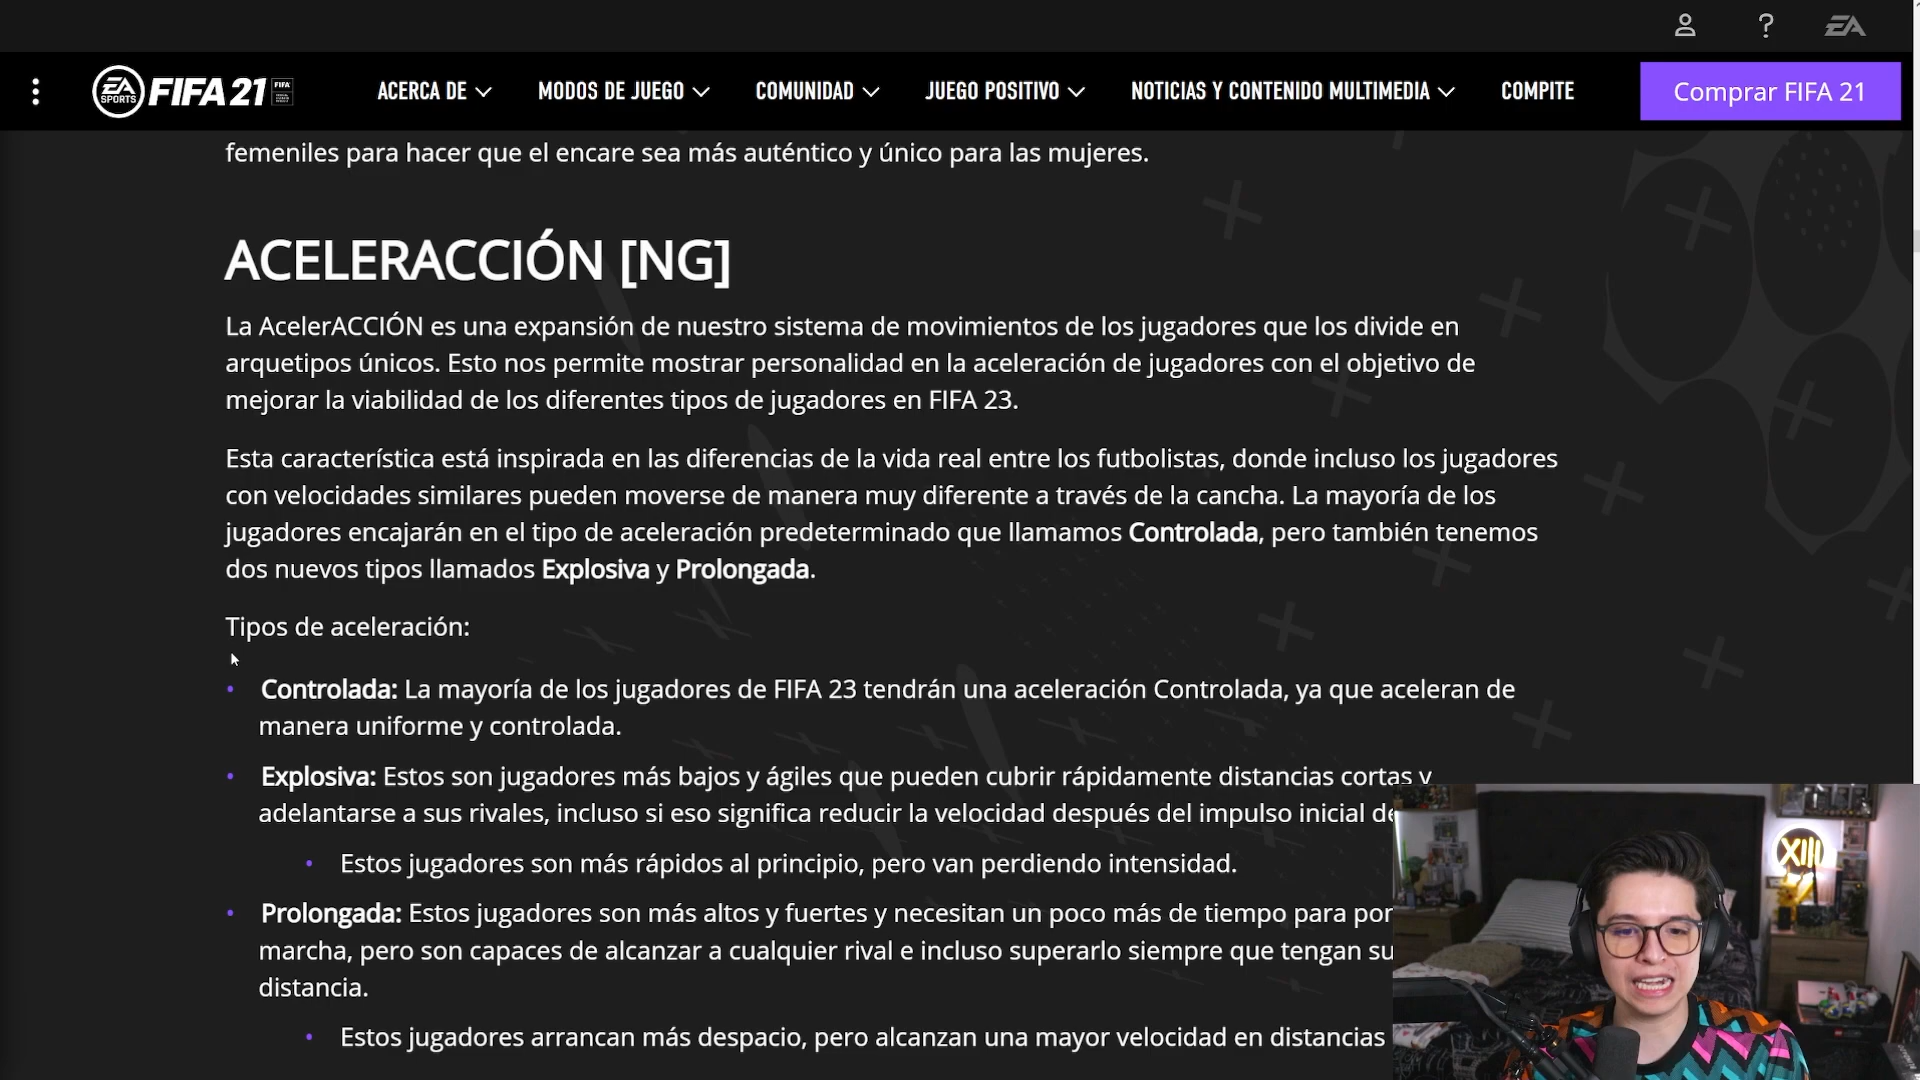 EA
EA SPORTS FIFA 21 FIFA
ACERCA DE
MODOS DE JUEGO
COMUNIDAD
JUEGO POSITIVO
NOTICIAS Y CONTENIDO MULTIMEDIA
COMPITE
Comprar FIFA 21
femeniles para hacer que el encare sea más auténtico y único para las mujeres.
ACELERACCIÓN [NG]
La AcelerACCIÓN es una expansión de nuestro sistema de movimientos de los jugadores que los divide en
arquetipos únicos. Esto nos permite mostrar personalidad en la aceleración de jugadores con el objetivo de
mejorar la viabilidad de los diferentes tipos de jugadores en FIFA 23.
Esta característica está inspirada en las diferencias de la vida real entre los futbolistas, donde incluso los jugadores
con velocidades similares pueden moverse de manera muy diferente a través de la cancha. La mayoría de los
jugadores encajarán en el tipo de aceleración predeterminado que llamamos Controlada, pero también tenemos
dos nuevos tipos llamados Explosiva y Prolongada.
Tipos de aceleración:
• Controlada: La mayoría de los jugadores de FIFA 23 tendrán una aceleración Controlada, ya que aceleran de
manera uniforme y controlada.
• Explosiva: Estos son jugadores más bajos y ágiles que pueden cubrir rápidamente distancias cortas y
adelantarse a sus rivales, incluso si eso significa reducir la velocidad después del impulso inicial de
• Estos jugadores son más rápidos al principio, pero van perdiendo intensidad.
• Prolongada: Estos jugadores son más altos y fuertes y necesitan un poco más de tiempo para
marcha, pero son capaces de alcanzar a cualquier rival e incluso superarlo siempre que tengan
distancia.
• Estos jugadores arrancan más despacio, pero alcanzan una mayor velocidad en distancias
XIII